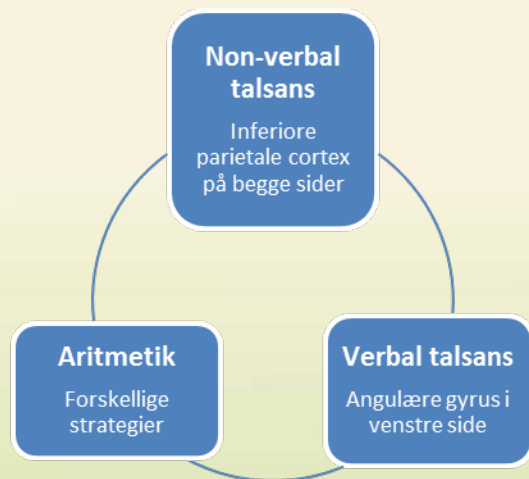 Non-verbal
talsans
Inferiore
parietale cortex
på begge sider
Aritmetik
Forskellige
strategier
Verbal talsans
Angulære gyrus i
venstre side